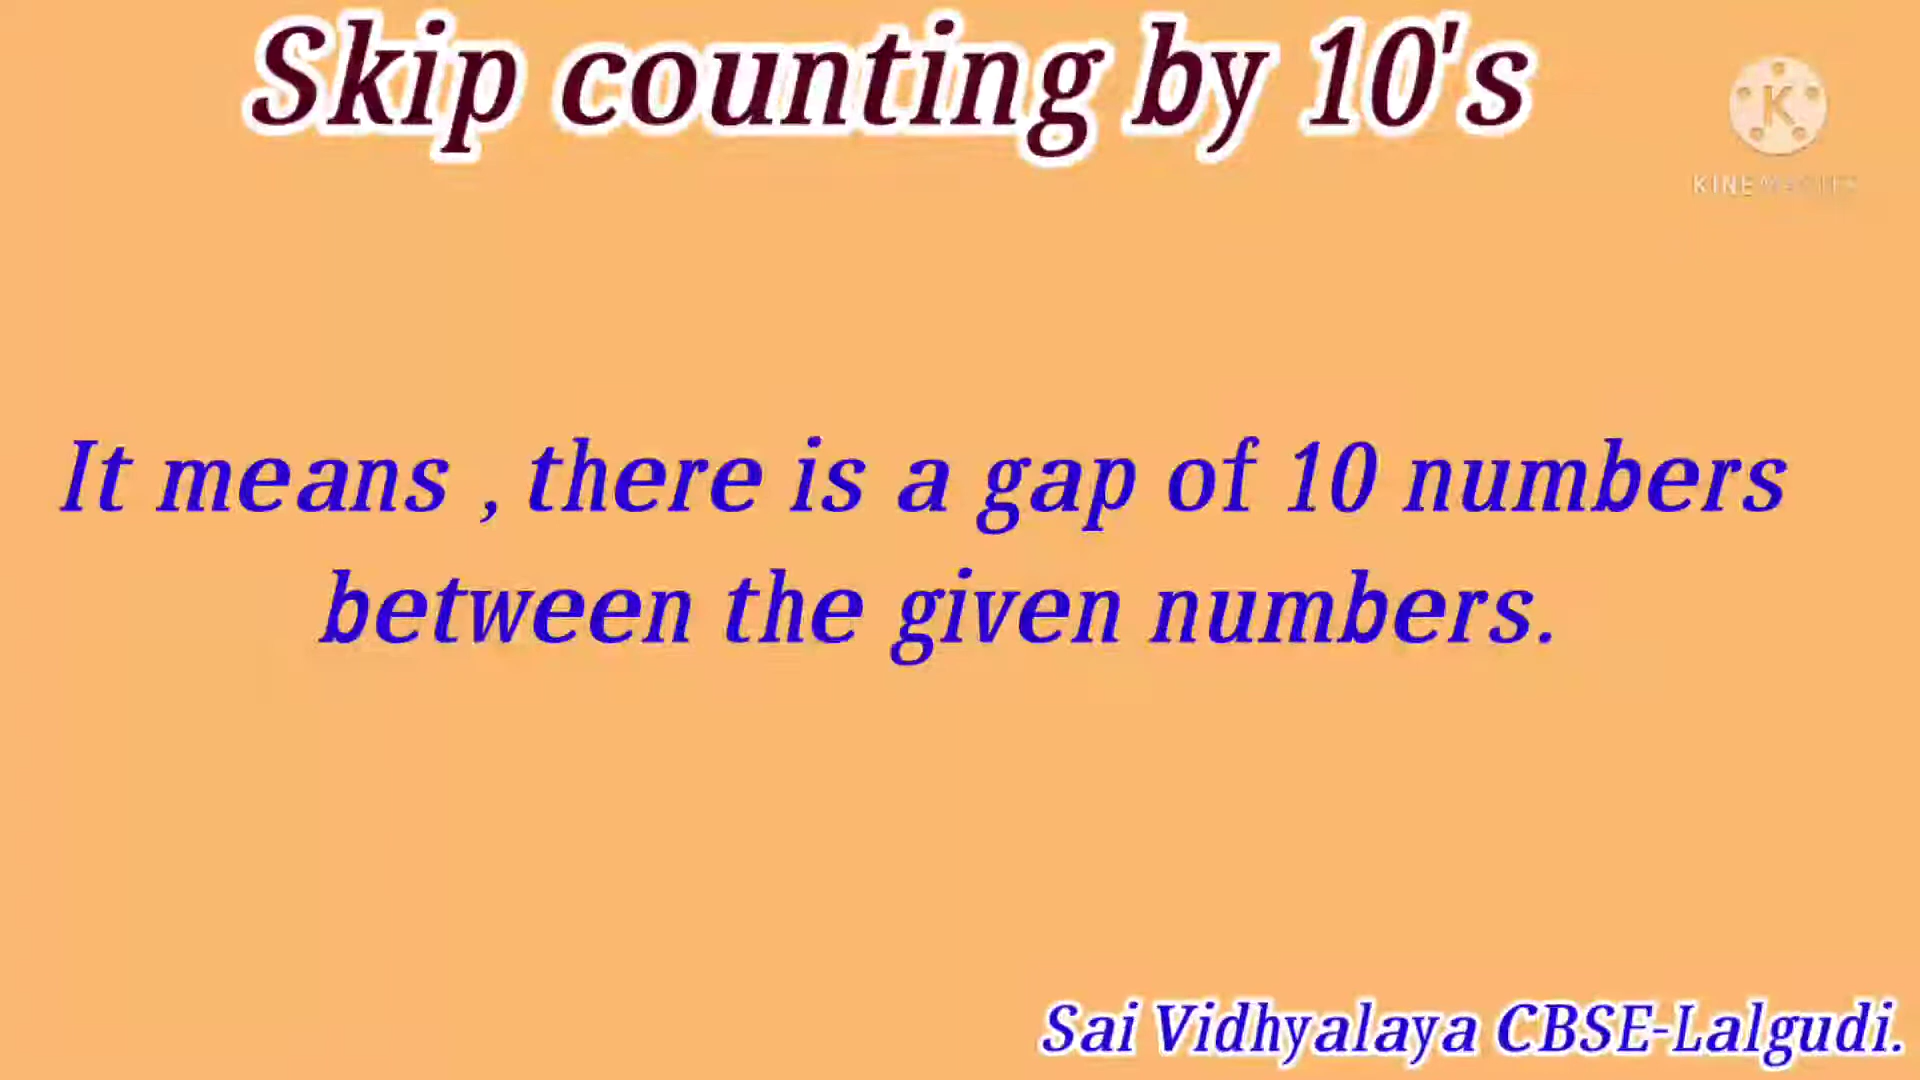 Skip counting by 10's
KINEMASTER
It means , there is a gap of 10 numbers
between the given numbers.
Sai Vidhyalaya CBSE-Lalgudi.